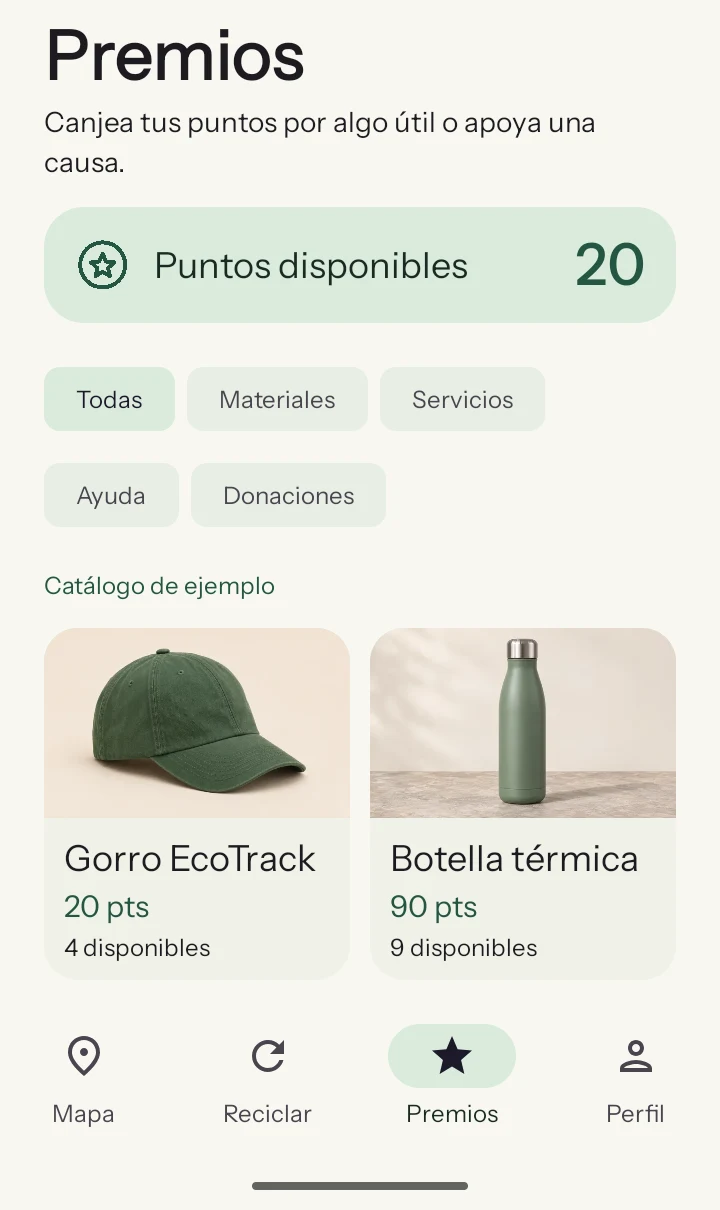 Premios
Canjea tus puntos por algo útil o apoya una
causa.
Puntos disponibles 20
Todas Materiales Servicios
Ayuda Donaciones
Catálogo de ejemplo
Gorro EcoTrack
20 pts
4 disponibles
Botella térmica
90 pts
9 disponibles
Mapa Reciclar Premios Perfil